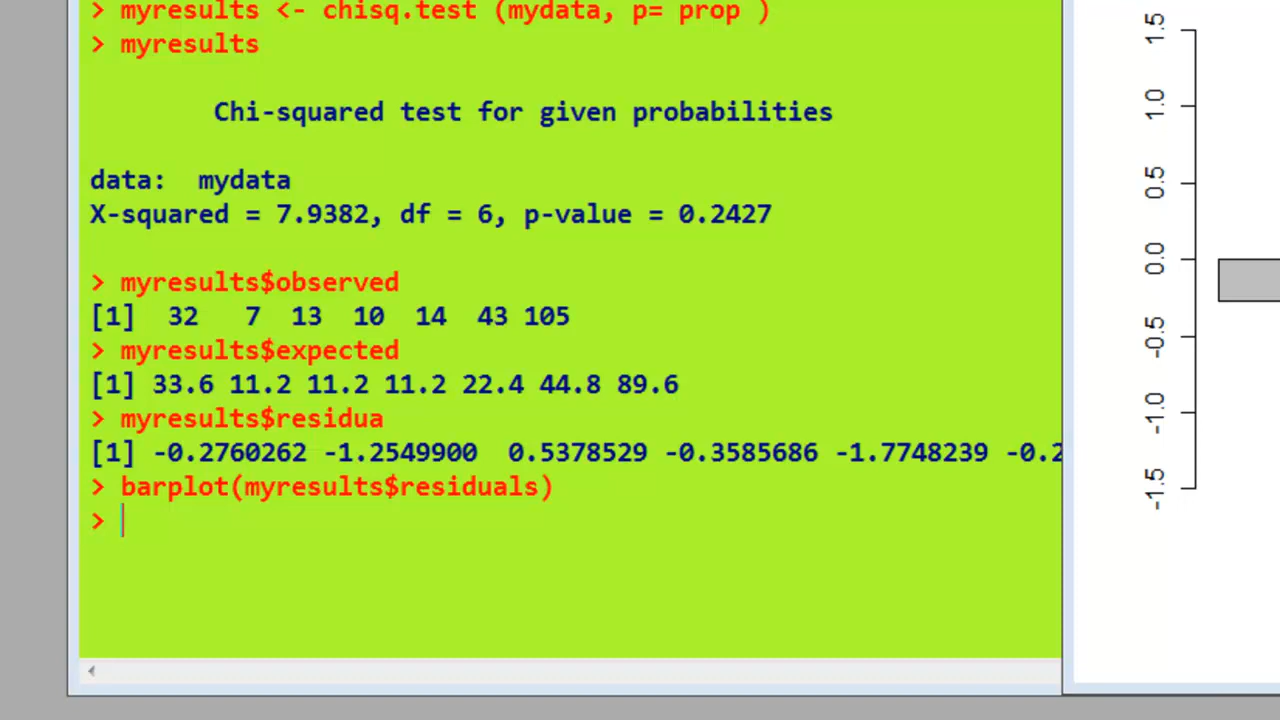 > myresults <- chisq.test (mydata, p= prop )
> myresults
Chi-squared test for given probabilities
data:  mydata
X-squared = 7.9382, df = 6, p-value = 0.2427
> myresults$observed
[1]  32   7  13  10  14  43 105
> myresults$expected
[1] 33.6 11.2 11.2 11.2 22.4 44.8 89.6
> myresults$residua
[1] -0.2760262 -1.2549900  0.5378529 -0.3585686 -1.7748239 -0.2
> barplot(myresults$residuals)
>
1.5
1.0
0.5
0.0
-0.5
-1.0
-1.5